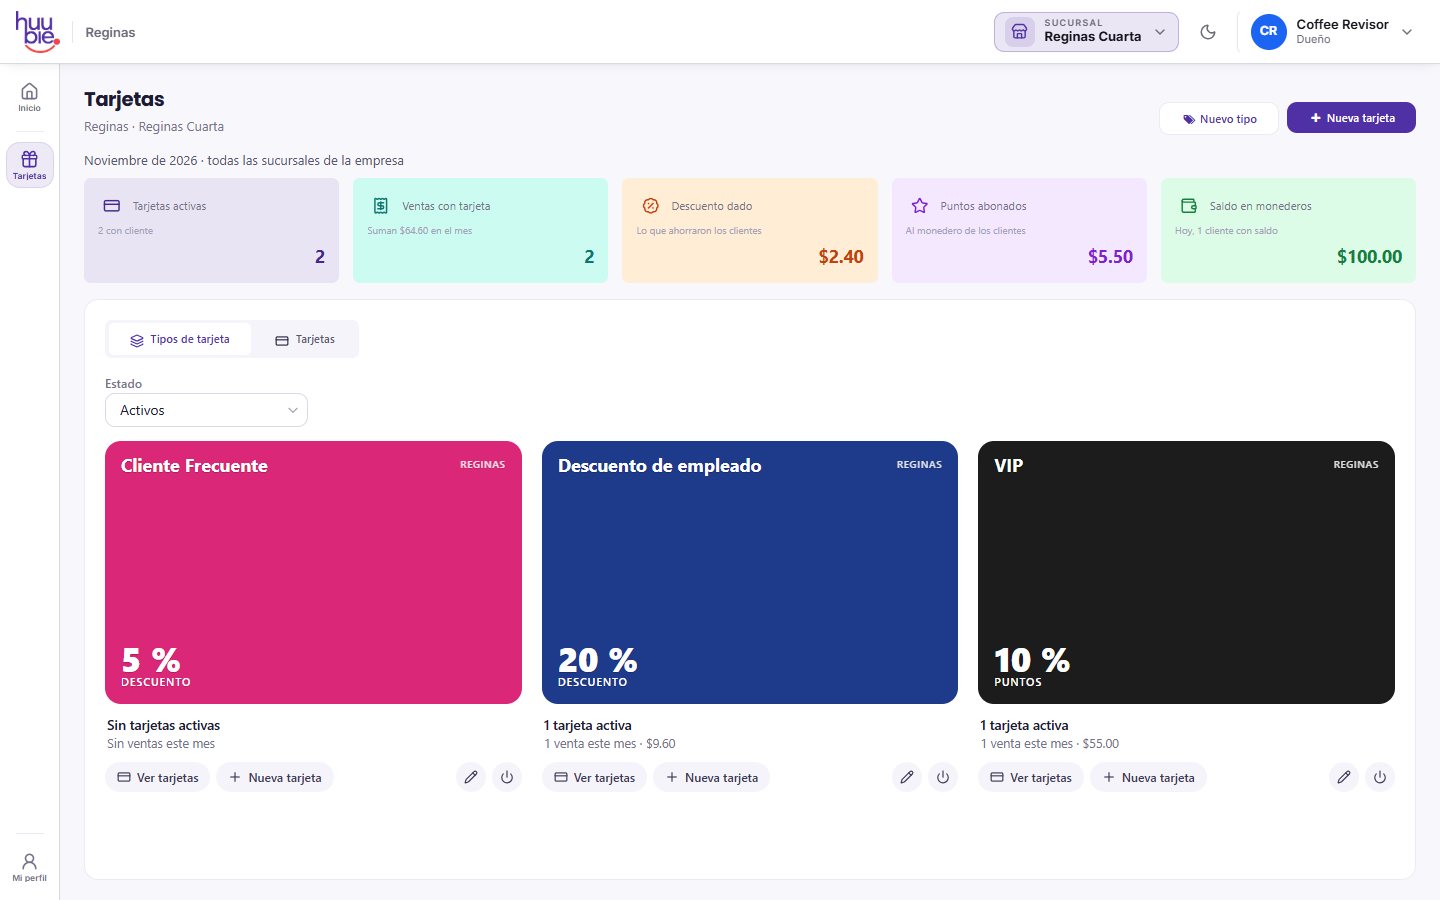 huu
bie
Reginas
SUCURSAL
Reginas Cuarta
CR
Coffee Revisor
Dueño
Inicio
Tarjetas
Mi perfil
Tarjetas
Reginas · Reginas Cuarta
Nuevo tipo
Nueva tarjeta
Noviembre de 2026 · todas las sucursales de la empresa
Tarjetas activas
2 con cliente
2
Ventas con tarjeta
Suman $64.60 en el mes
2
Descuento dado
Lo que ahorraron los clientes
$2.40
Puntos abonados
Al monedero de los clientes
$5.50
Saldo en monederos
Hoy, 1 cliente con saldo
$100.00
Tipos de tarjeta
Tarjetas
Estado
Activos
Cliente Frecuente
REGINAS
5 %
DESCUENTO
Sin tarjetas activas
Sin ventas este mes
Ver tarjetas
Nueva tarjeta
Descuento de empleado
REGINAS
20 %
DESCUENTO
1 tarjeta activa
1 venta este mes · $9.60
Ver tarjetas
Nueva tarjeta
VIP
REGINAS
10 %
PUNTOS
1 tarjeta activa
1 venta este mes · $55.00
Ver tarjetas
Nueva tarjeta